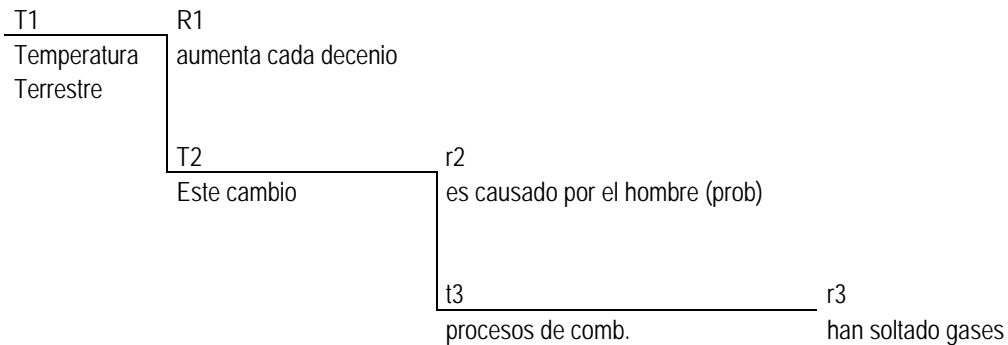 T1 R1
Temperatura aumenta cada decenio
Terrestre
T2 r2
Este cambio es causado por el hombre (prob)
t3 r3
procesos de comb. han soltado gases